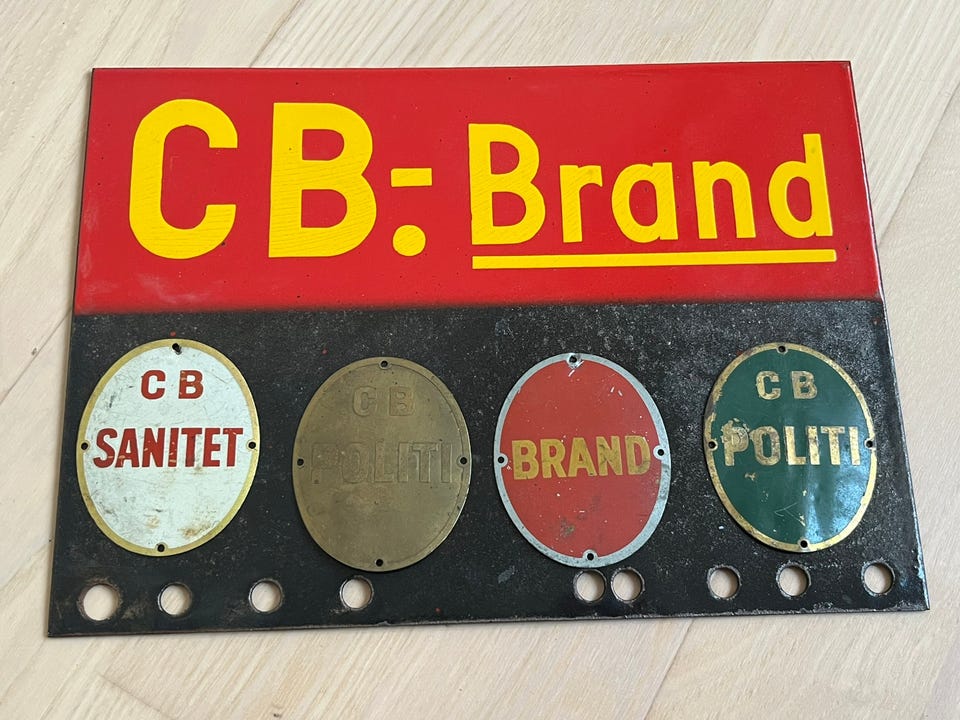 CB:- Brand
CB
SANITET
CB
POLITI
BRAND
CB
POLITI